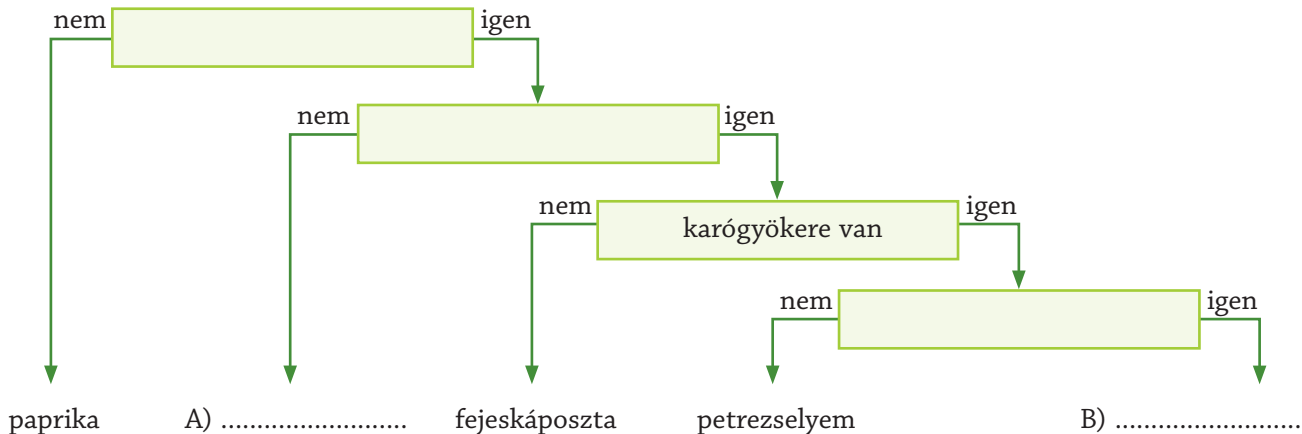 nem igen
nem igen
nem karógyökere van igen
nem igen
paprika A) .......................... fejeskáposzta petrezselyem B) ..........................